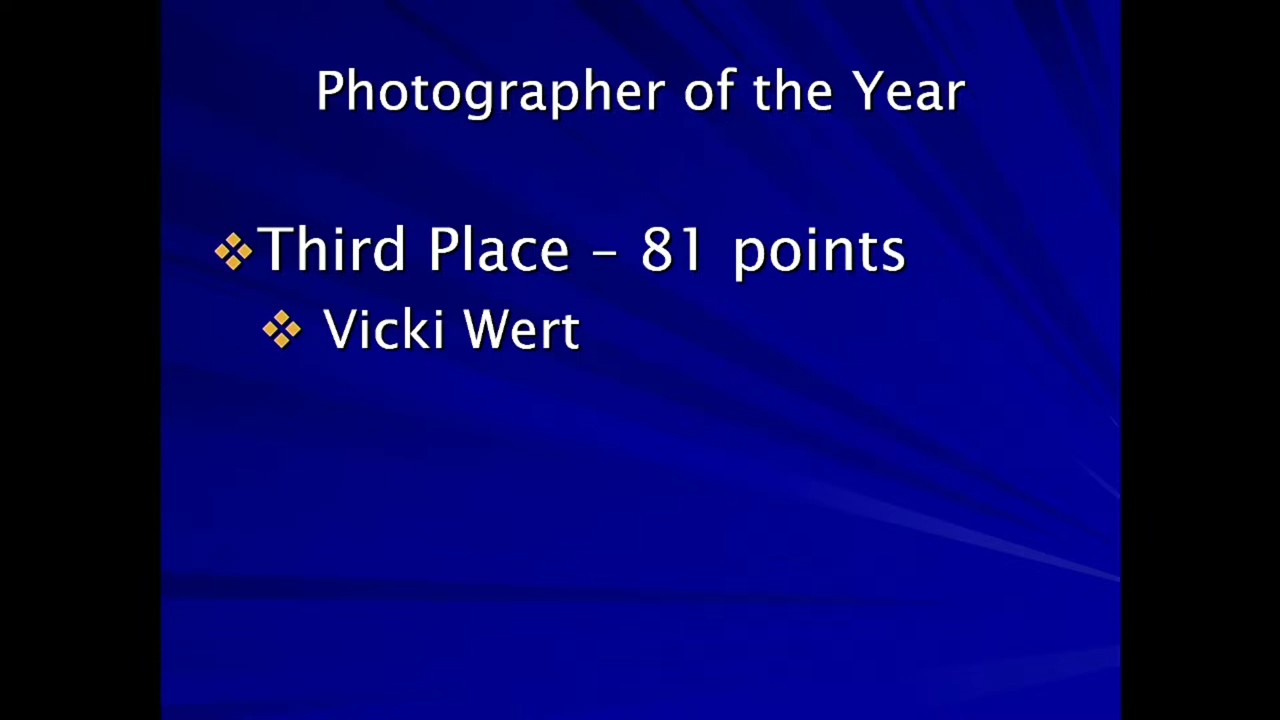 Photographer of the Year
Third Place – 81 points
Vicki Wert